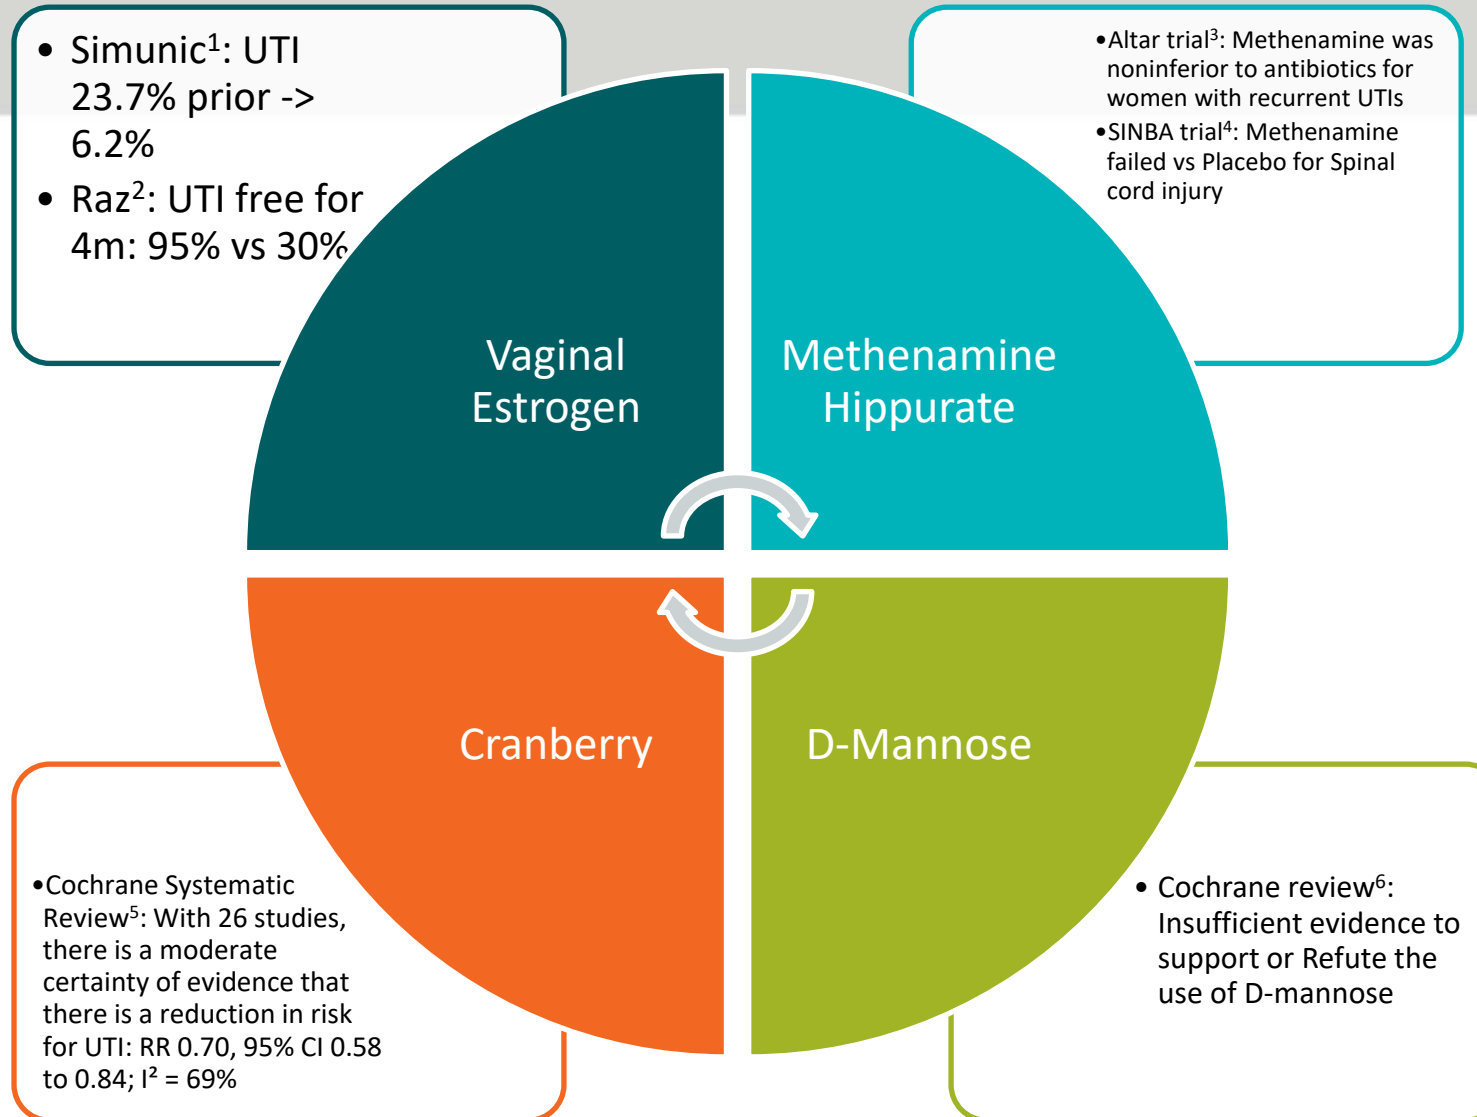 • Simunic¹: UTI
23.7% prior ->
6.2%
• Raz²: UTI free for
4m: 95% vs 30%
•Altar trial³: Methenamine was
noninferior to antibiotics for
women with recurrent UTIs
•SINBA trial⁴: Methenamine
failed vs Placebo for Spinal
cord injury
Vaginal
Estrogen
Methenamine
Hippurate
Cranberry
D-Mannose
•Cochrane Systematic
Review⁵: With 26 studies,
there is a moderate
certainty of evidence that
there is a reduction in risk
for UTI: RR 0.70, 95% CI 0.58
to 0.84; I² = 69%
• Cochrane review⁶:
Insufficient evidence to
support or Refute the
use of D-mannose